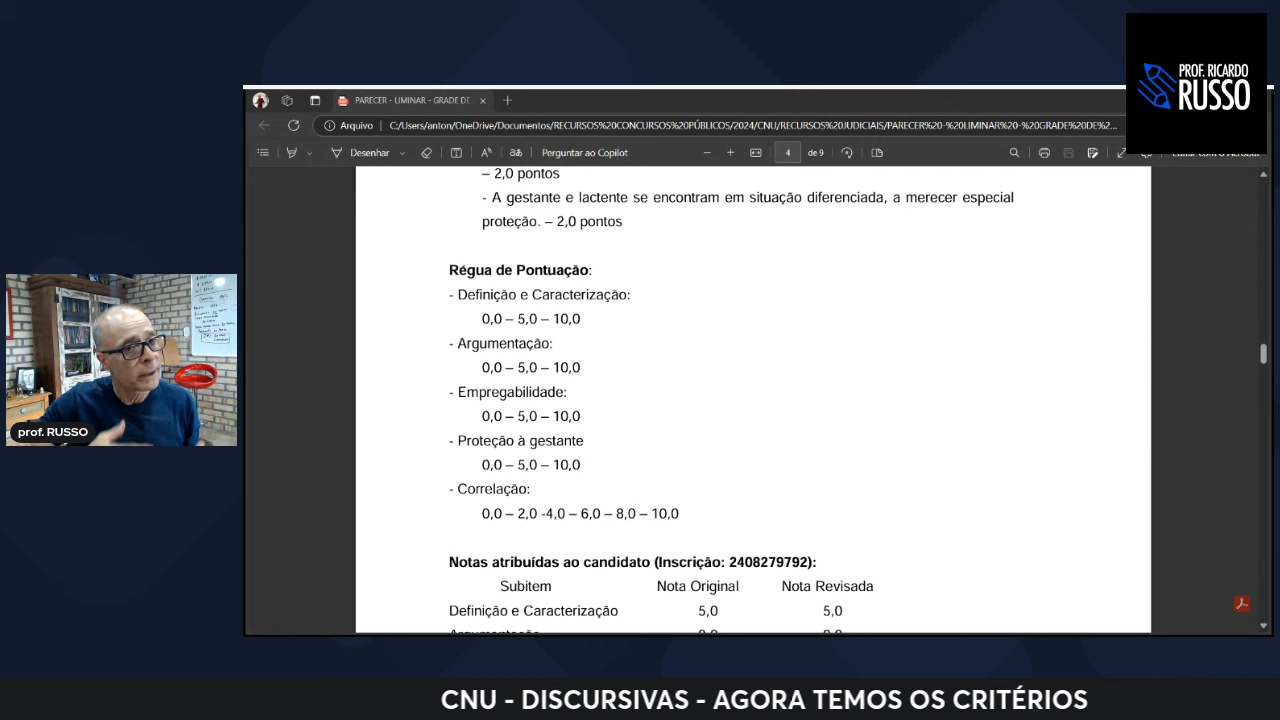 PROF. RICARDO
RUSSO
PARECER - LIMINAR - GRADE DE
Arquivo
C:/Users/anton/OneDrive/Documentos/RECURSOS%20CONCURSOS%20PÚBLICOS/2024/CNU/RECURSOS%20JUDICIAIS/PARECER%20-%20LIMINAR%20-%20GRADE%20DE%2...
Desenhar
Perguntar ao Copilot
4 de 9
– 2,0 pontos
- A gestante e lactente se encontram em situação diferenciada, a merecer especial
proteção. – 2,0 pontos
Régua de Pontuação:
- Definição e Caracterização:
0,0 – 5,0 – 10,0
- Argumentação:
0,0 – 5,0 – 10,0
- Empregabilidade:
0,0 – 5,0 – 10,0
- Proteção à gestante
0,0 – 5,0 – 10,0
- Correlação:
0,0 – 2,0 -4,0 – 6,0 – 8,0 – 10,0
Notas atribuídas ao candidato (Inscrição: 2408279792):
Subitem Nota Original Nota Revisada
Definição e Caracterização 5,0 5,0
prof. RUSSO
CNU - DISCURSIVAS - AGORA TEMOS OS CRITÉRIOS